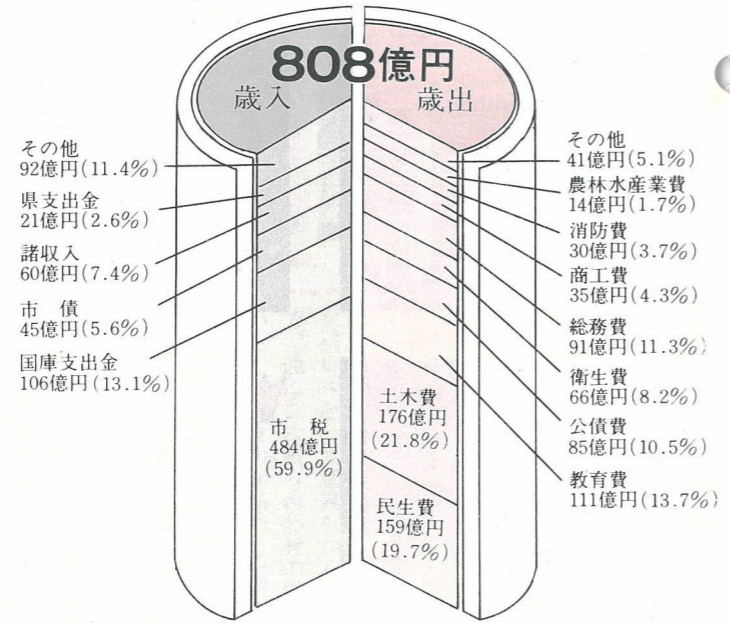 808億円
歳入
歳出
その他
92億円(11.4%)
県支出金
21億円(2.6%)
諸収入
60億円(7.4%)
市 債
45億円(5.6%)
国庫支出金
106億円(13.1%)
市 税
484億円
(59.9%)
その他
41億円(5.1%)
農林水産業費
14億円(1.7%)
消防費
30億円(3.7%)
商工費
35億円(4.3%)
総務費
91億円(11.3%)
衛生費
66億円(8.2%)
公債費
85億円(10.5%)
教育費
111億円(13.7%)
土木費
176億円
(21.8%)
民生費
159億円
(19.7%)